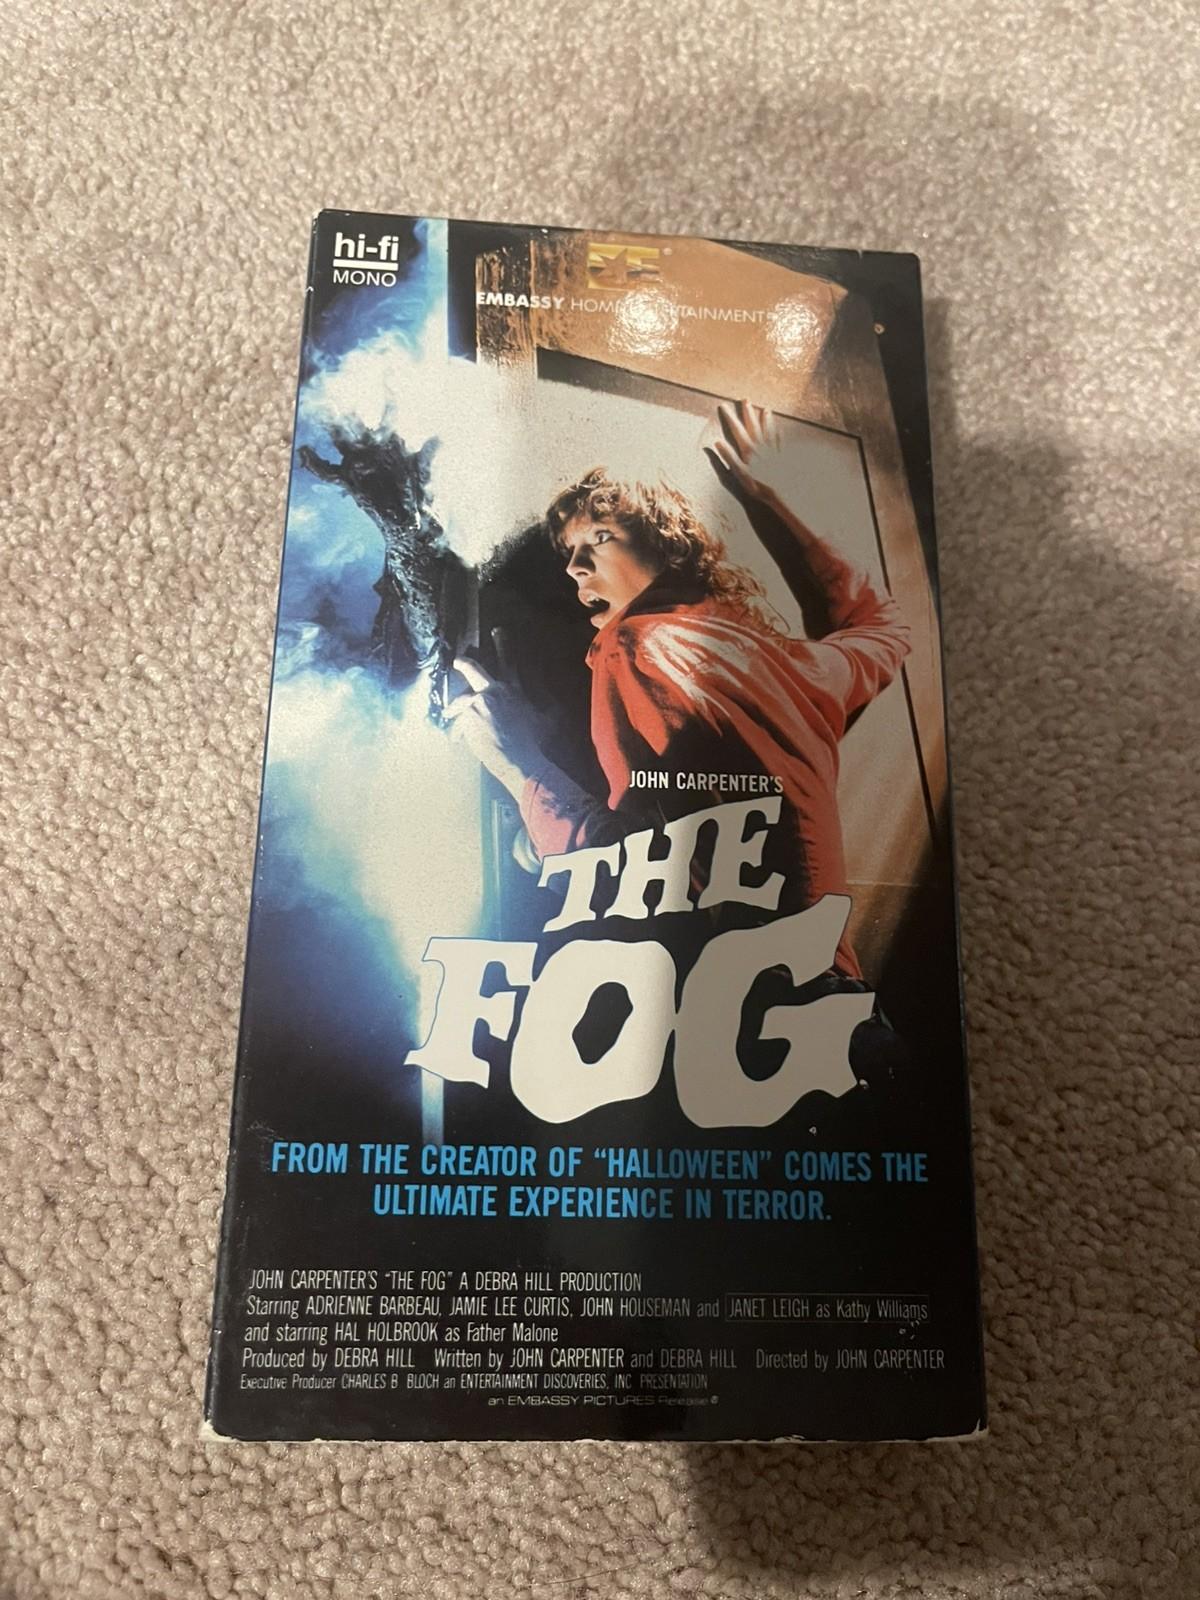 hi-fi
MONO
EMBASSY HOME ENTERTAINMENT
JOHN CARPENTER'S
THE
FOG
FROM THE CREATOR OF "HALLOWEEN" COMES THE
ULTIMATE EXPERIENCE IN TERROR.
JOHN CARPENTER'S "THE FOG" A DEBRA HILL PRODUCTION
Starring ADRIENNE BARBEAU, JAMIE LEE CURTIS, JOHN HOUSEMAN and JANET LEIGH as Kathy Williams
and starring HAL HOLBROOK as Father Malone
Produced by DEBRA HILL Written by JOHN CARPENTER and DEBRA HILL Directed by JOHN CARPENTER
Executive Producer CHARLES B. BLOCH an ENTERTAINMENT DISCOVERIES, INC. PRESENTATION
an EMBASSY PICTURES Release ®